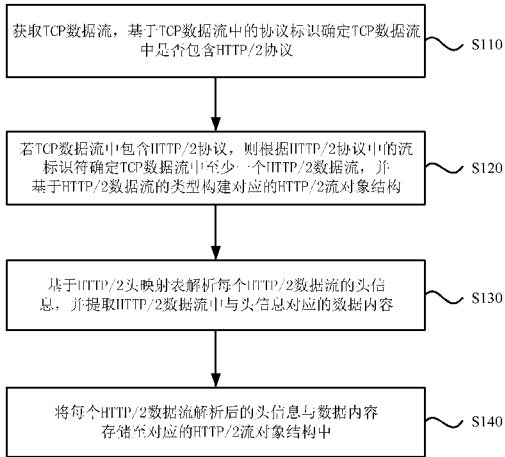 获取TCP数据流，基于TCP数据流中的协议标识确定TCP数据流
中是否包含HTTP/2协议
S110
若TCP数据流中包含HTTP/2协议，则根据HTTP/2协议中的流
标识符确定TCP数据流中至少一个HTTP/2数据流，并
基于HTTP/2数据流的类型构建对应的HTTP/2流对象结构
S120
基于HTTP/2头映射表解析每个HTTP/2数据流的头信
息，并提取HTTP/2数据流中与头信息对应的数据内容
S130
将每个HTTP/2数据流解析后的头信息与数据内容
存储至对应的HTTP/2流对象结构中
S140